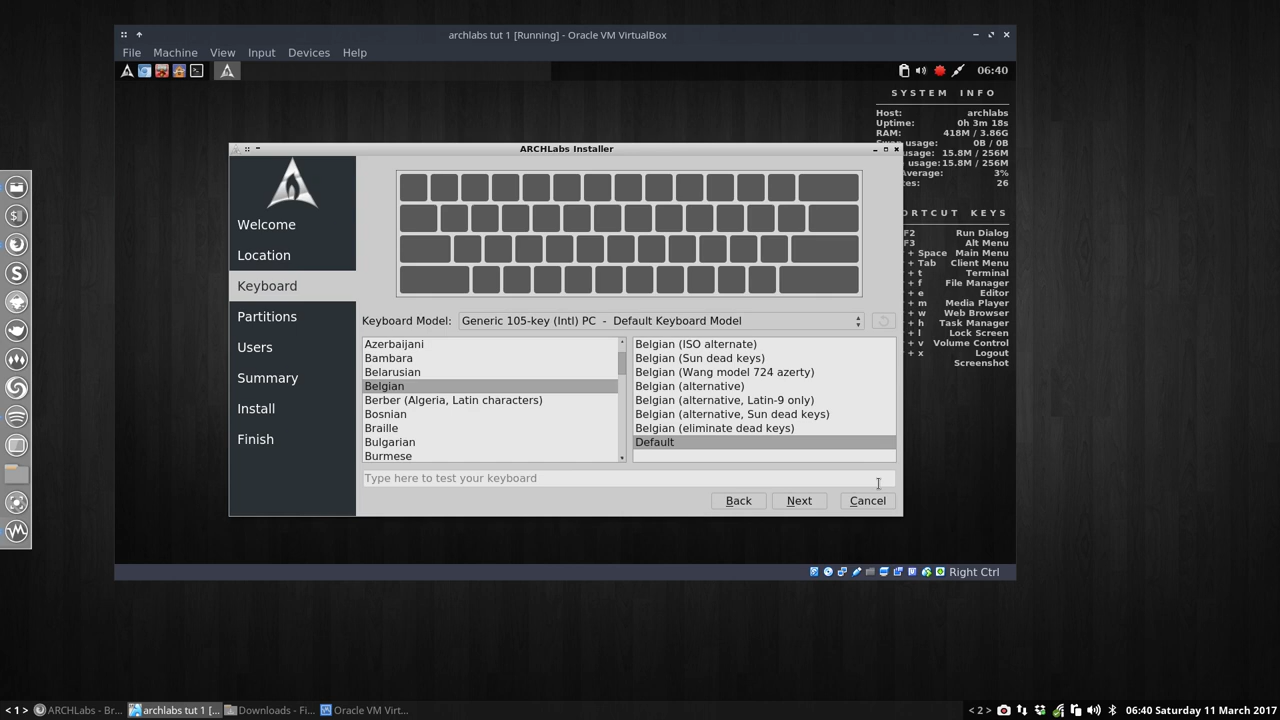 archlabs tut 1 [Running] - Oracle VM VirtualBox
File Machine View Input Devices Help
06:40
SYSTEM INFO
Host: archlabs
Uptime: 0h 3m 18s
RAM: 418M / 3.86G
usage: 0B / 0B
usage: 15.8M / 256M
usage: 15.8M / 256M
Average: 3%
26
ARCHLabs Installer
Welcome
Location
Keyboard
Partitions
Users
Summary
Install
Finish
Keyboard Model: Generic 105-key (Intl) PC - Default Keyboard Model
Azerbaijani
Bambara
Belarusian
Belgian
Berber (Algeria, Latin characters)
Bosnian
Braille
Bulgarian
Burmese
Belgian (ISO alternate)
Belgian (Sun dead keys)
Belgian (Wang model 724 azerty)
Belgian (alternative)
Belgian (alternative, Latin-9 only)
Belgian (alternative, Sun dead keys)
Belgian (eliminate dead keys)
Default
Type here to test your keyboard
Back Next Cancel
ORTCUT KEYS
F2 Run Dialog
F3 Alt Menu
+ Space Main Menu
+ Tab Client Menu
+ t Terminal
+ f File Manager
+ e Editor
+ m Media Player
+ w Web Browser
+ h Task Manager
+ l Lock Screen
+ v Volume Control
+ x Logout
Screenshot
Right Ctrl
< 1 > ARCHLabs - Br... archlabs tut 1 [... Downloads - Fi... Oracle VM Virt... < 2 > 06:40 Saturday 11 March 2017